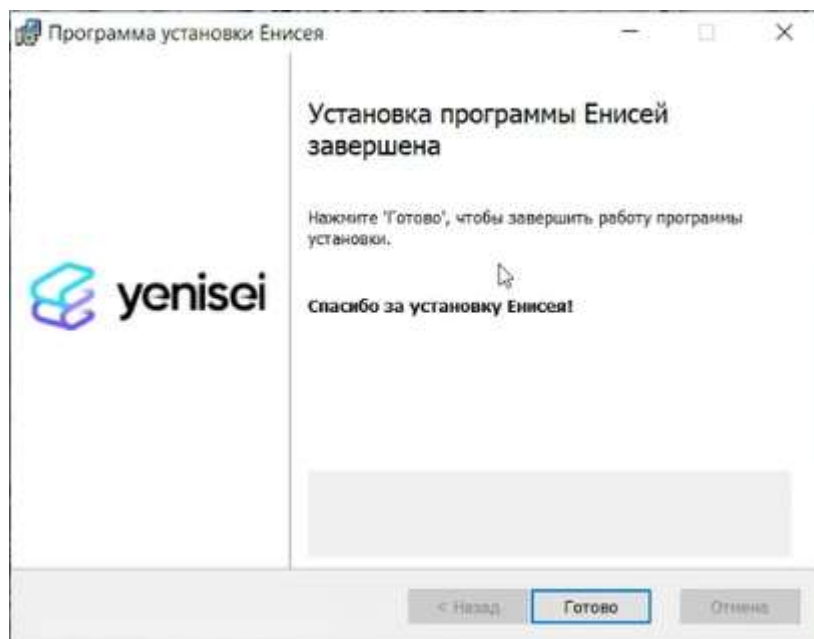 Программа установки Енисея
Установка программы Енисей
завершена
Нажмите 'Готово', чтобы завершить работу программы
установки.
yenisei
Спасибо за установку Енисея!
< Назад
Готово
Отмена